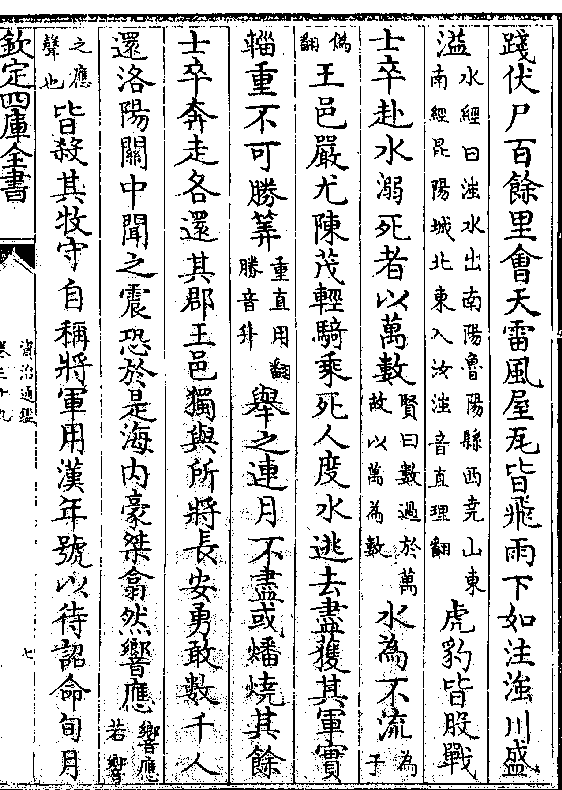 踐伏尸百餘里會天雷風屋瓦皆飛雨下如注滍川盛
溢水經曰滍水出南陽魯陽縣西堯山東南經昆陽城北東入汝滍音直理翻虎豹皆股戰
士卒赴水溺死者以萬數賢曰數過於萬故以萬為數水為不流為于
偽翻王邑嚴尤陳茂輕騎乘死人度水逃去盡獲其軍實
輜重不可勝筭重直用翻勝音升舉之連月不盡或燔燒其餘
士卒奔走各還其郡王邑獨與所將長安勇敢數千人
還洛陽關中聞之震恐於是海內豪桀翕然響應響應若響
之應聲也皆殺其牧守自稱將軍用漢年號以待詔命旬月
欽定四庫全書
資治通鑑
卷三十九
七